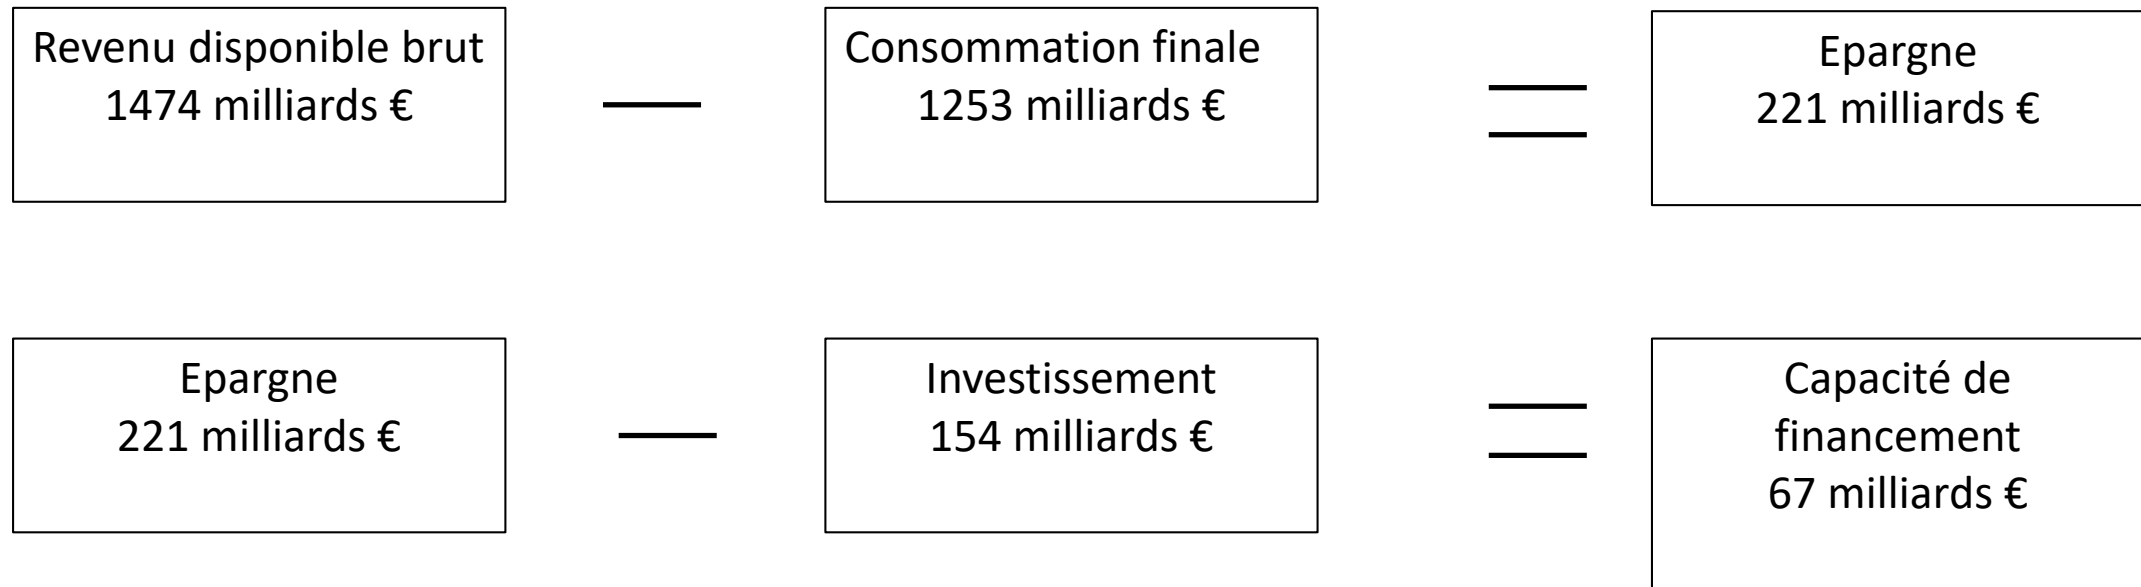 Revenu disponible brut
1474 milliards €
Consommation finale
1253 milliards €
Epargne
221 milliards €
Epargne
221 milliards €
Investissement
154 milliards €
Capacité de
financement
67 milliards €